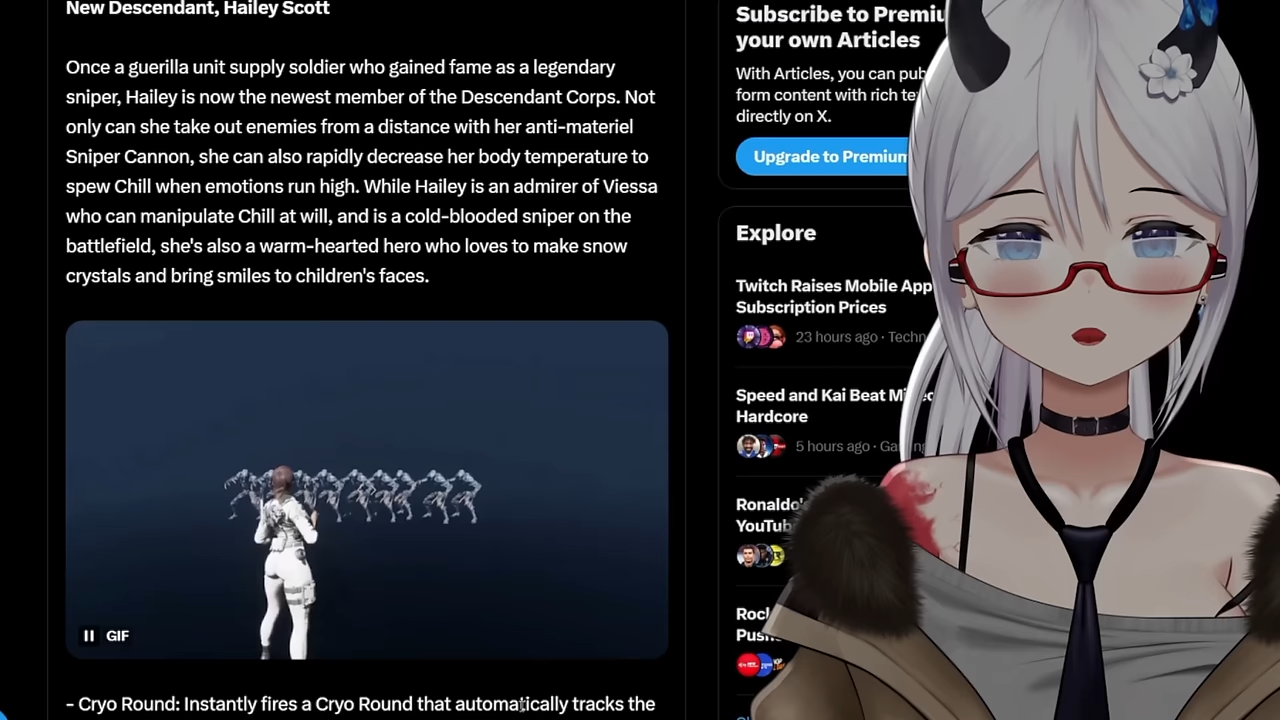 New Descendant, Hailey Scott
Once a guerilla unit supply soldier who gained fame as a legendary
sniper, Hailey is now the newest member of the Descendant Corps. Not
only can she take out enemies from a distance with her anti-materiel
Sniper Cannon, she can also rapidly decrease her body temperature to
spew Chill when emotions run high. While Hailey is an admirer of Viessa
who can manipulate Chill at will, and is a cold-blooded sniper on the
battlefield, she's also a warm-hearted hero who loves to make snow
crystals and bring smiles to children's faces.
GIF
- Cryo Round: Instantly fires a Cryo Round that automatically tracks the
Subscribe to
your own Articles
With Articles, you can
form content with rich
directly on X.
Upgrade to Premium
Explore
Twitch Raises Mobile App
Subscription Prices
23 hours ago ·
Speed and Kai Beat
Hardcore
5 hours ago ·
Ronaldo's